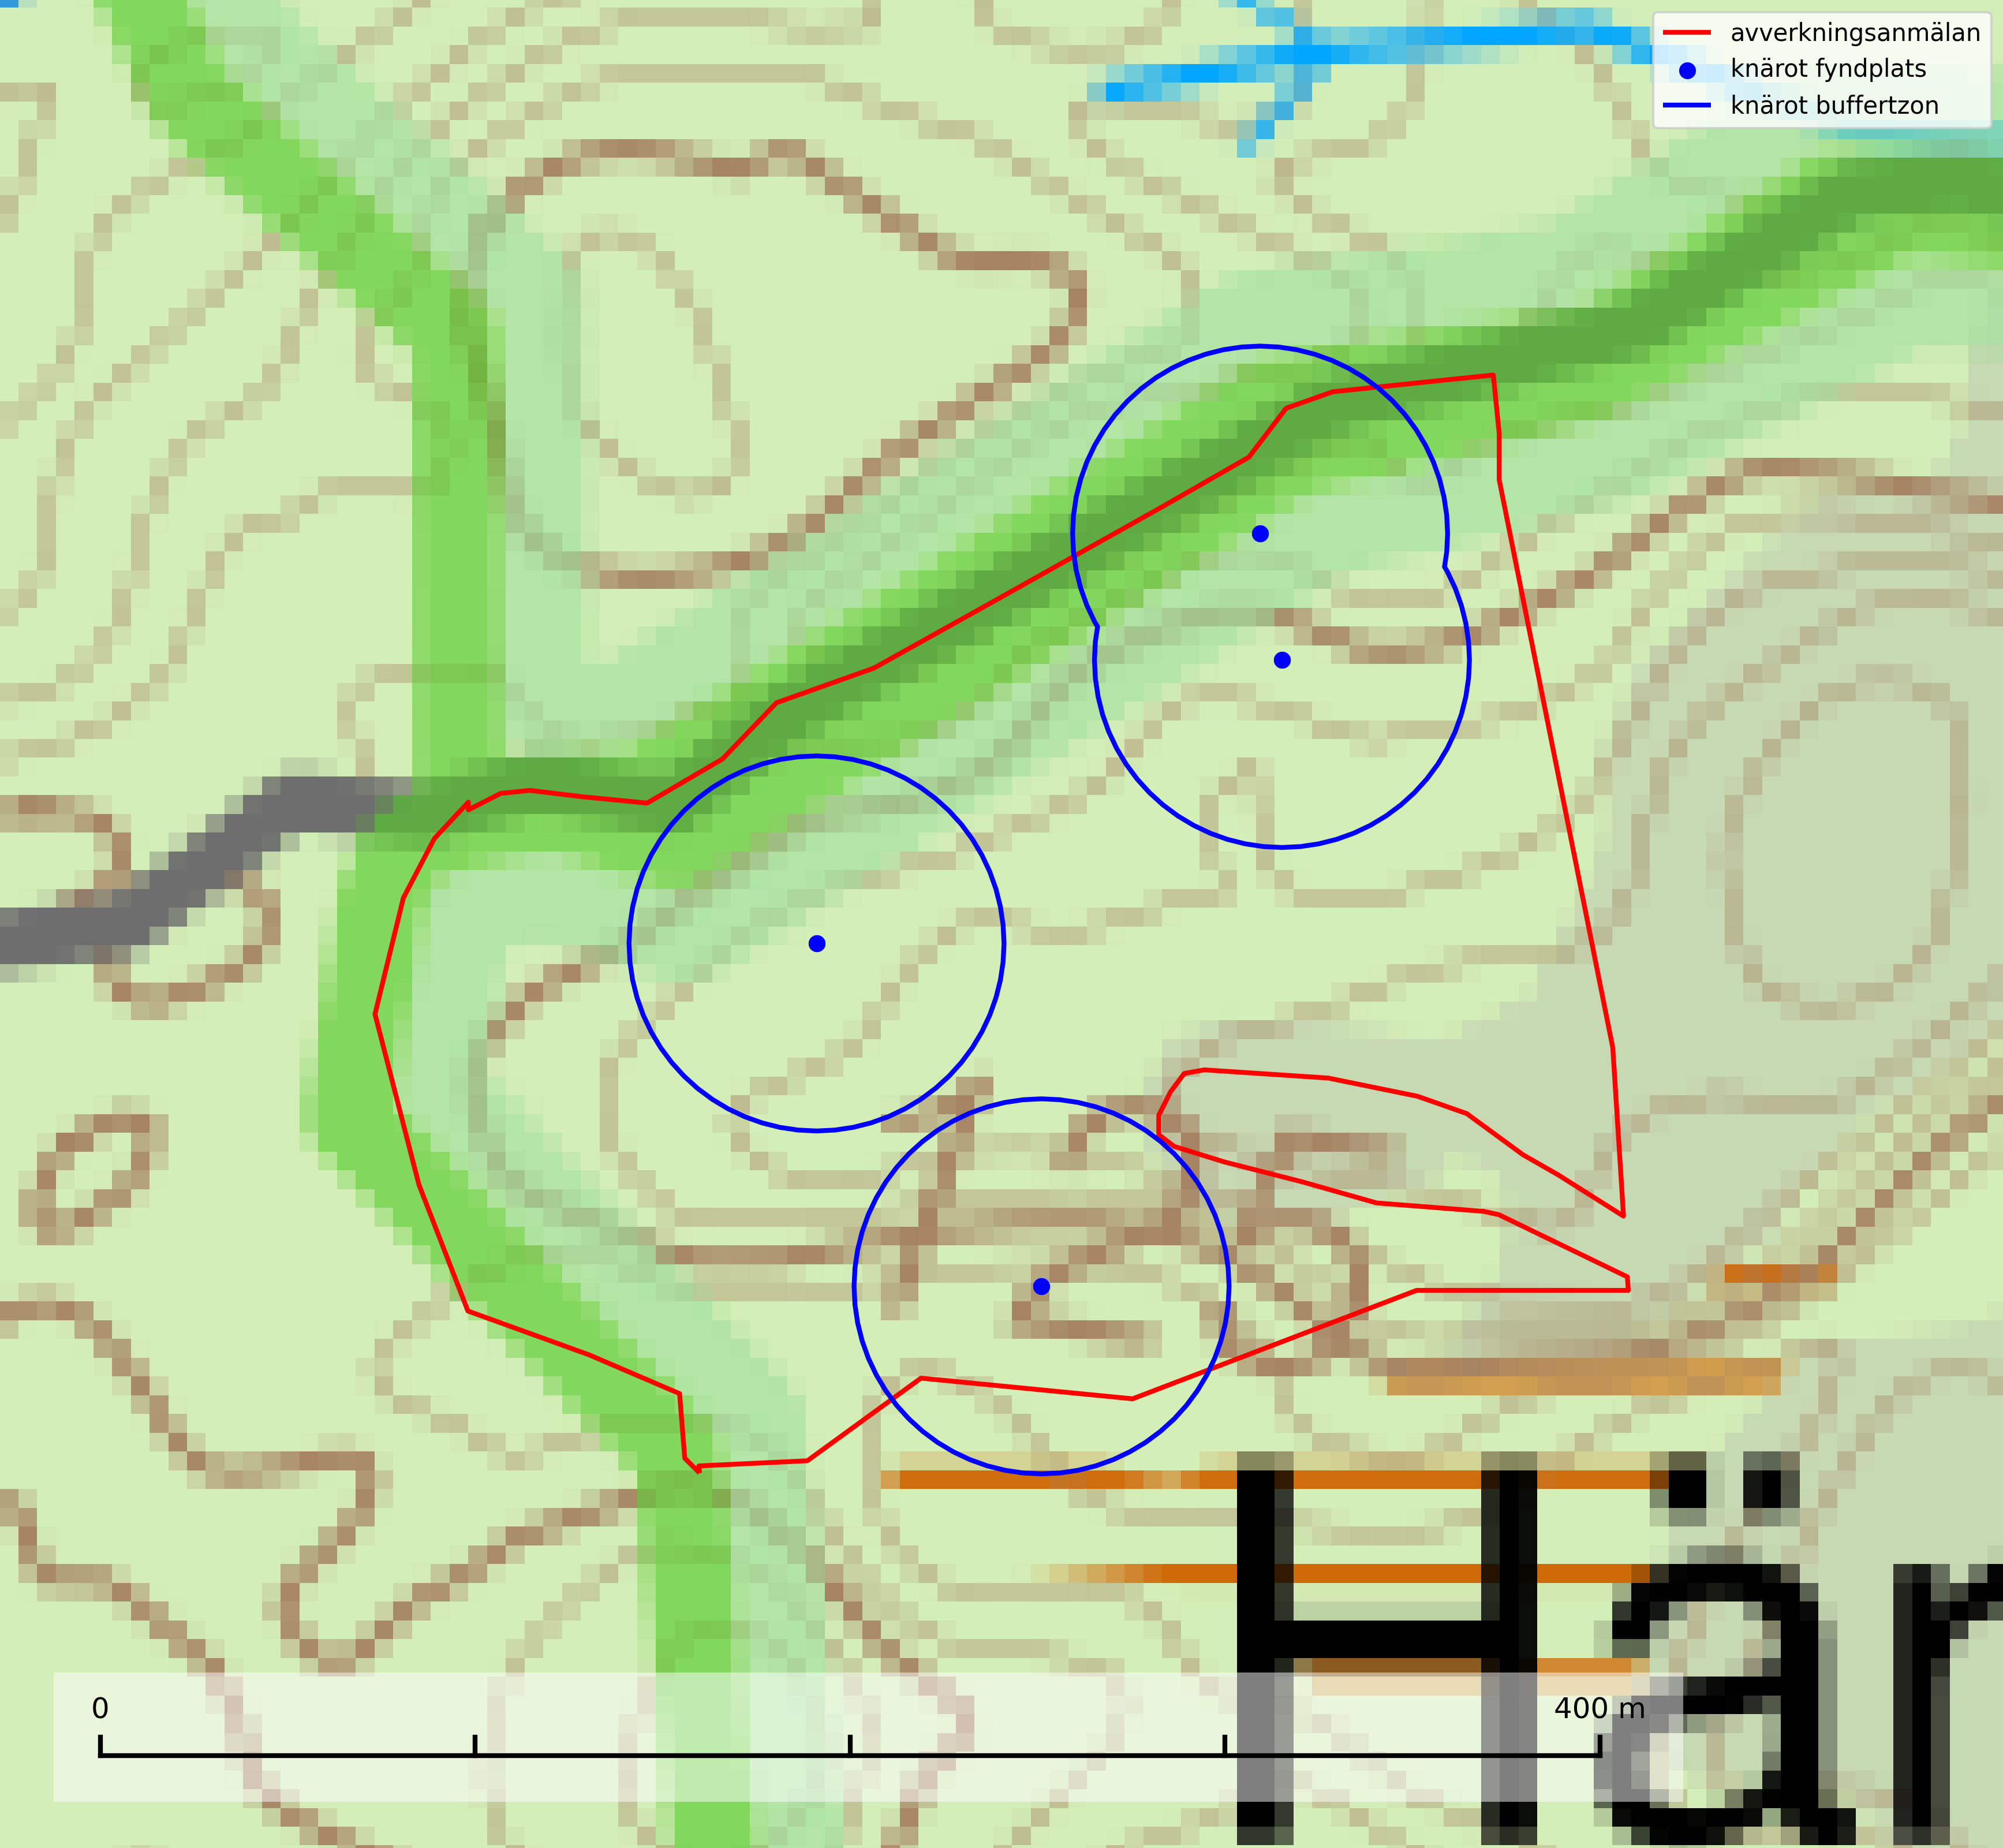 avverkningsanmälan
knärot fyndplats
knärot buffertzon
Här
0 400 m